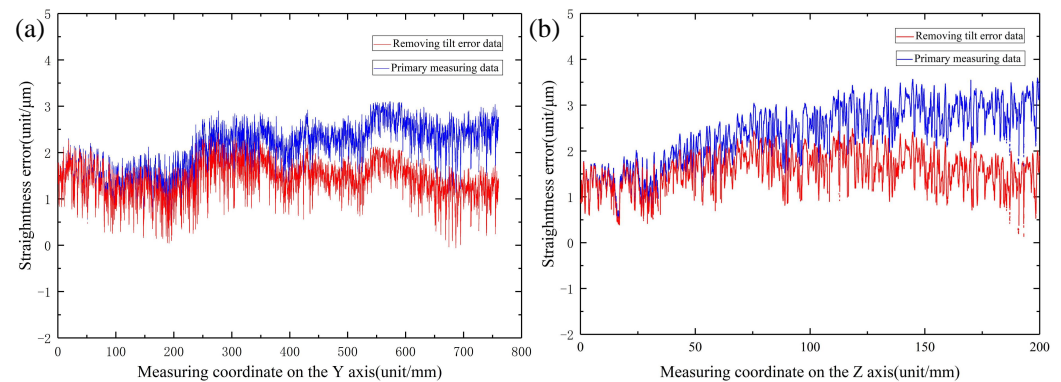 (a)
5
4
3
2
1
0
−1
−2
Straighntness error(unit/μm)
Removing tilt error data
Primary measuring data
0 100 200 300 400 500 600 700 800
Measuring coordinate on the Y axis(unit/mm)
(b)
5
4
3
2
1
0
−1
−2
Straighntness error(unit/μm)
Removing tilt error data
Primary measuring data
0 50 100 150 200
Measuring coordinate on the Z axis(unit/mm)